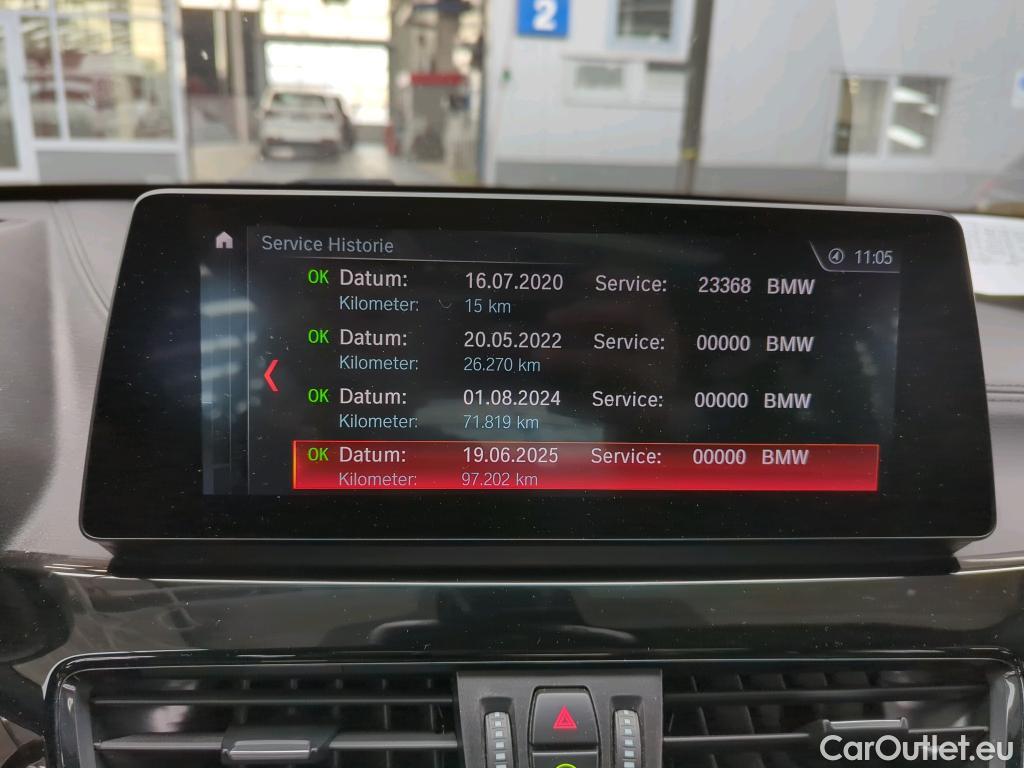 2
Service Historie
11:05
OK Datum: 16.07.2020 Service: 23368 BMW
Kilometer: 15 km
OK Datum: 20.05.2022 Service: 00000 BMW
Kilometer: 26.270 km
OK Datum: 01.08.2024 Service: 00000 BMW
Kilometer: 71.819 km
OK Datum: 19.06.2025 Service: 00000 BMW
Kilometer: 97.202 km
CarOutlet.eu